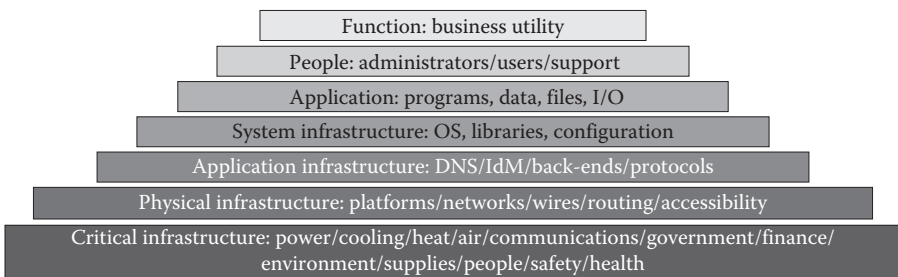 Function: business utility
People: administrators/users/support
Application: programs, data, files, I/O
System infrastructure: OS, libraries, configuration
Application infrastructure: DNS/IdM/back-ends/protocols
Physical infrastructure: platforms/networks/wires/routing/accessibility
Critical infrastructure: power/cooling/heat/air/communications/government/finance/
environment/supplies/people/safety/health